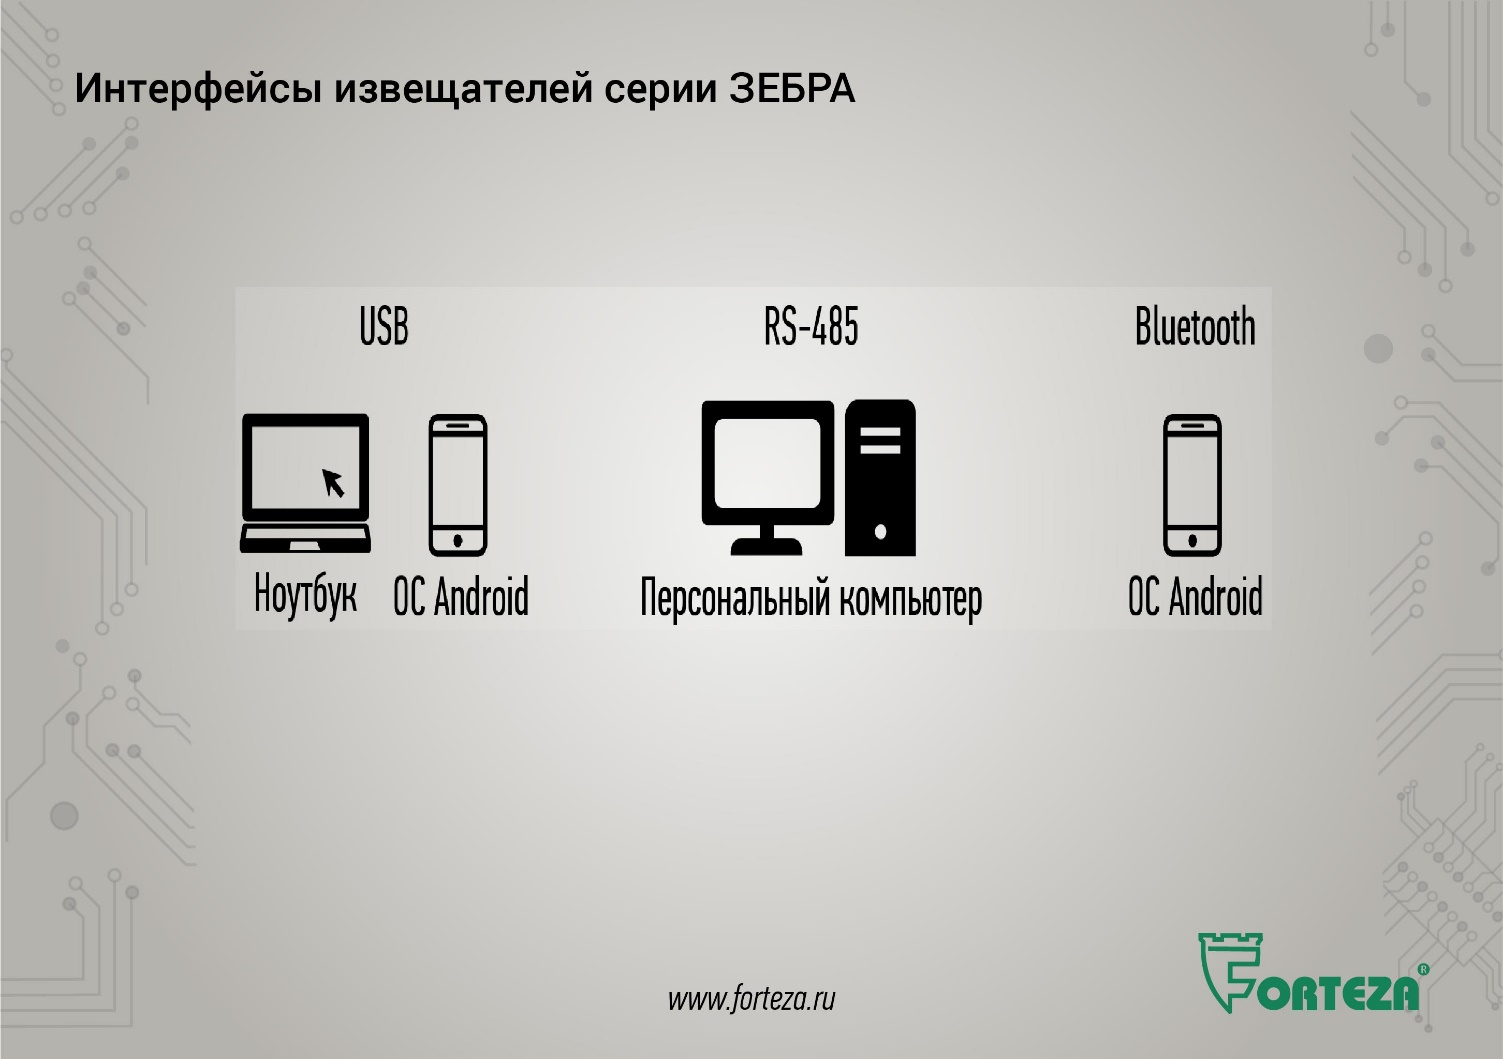 Интерфейсы извещателей серии ЗЕБРА
USB
RS-485
Bluetooth
Ноутбук
ОС Android
Персональный компьютер
ОС Android
www.forteza.ru
FORTEZA®